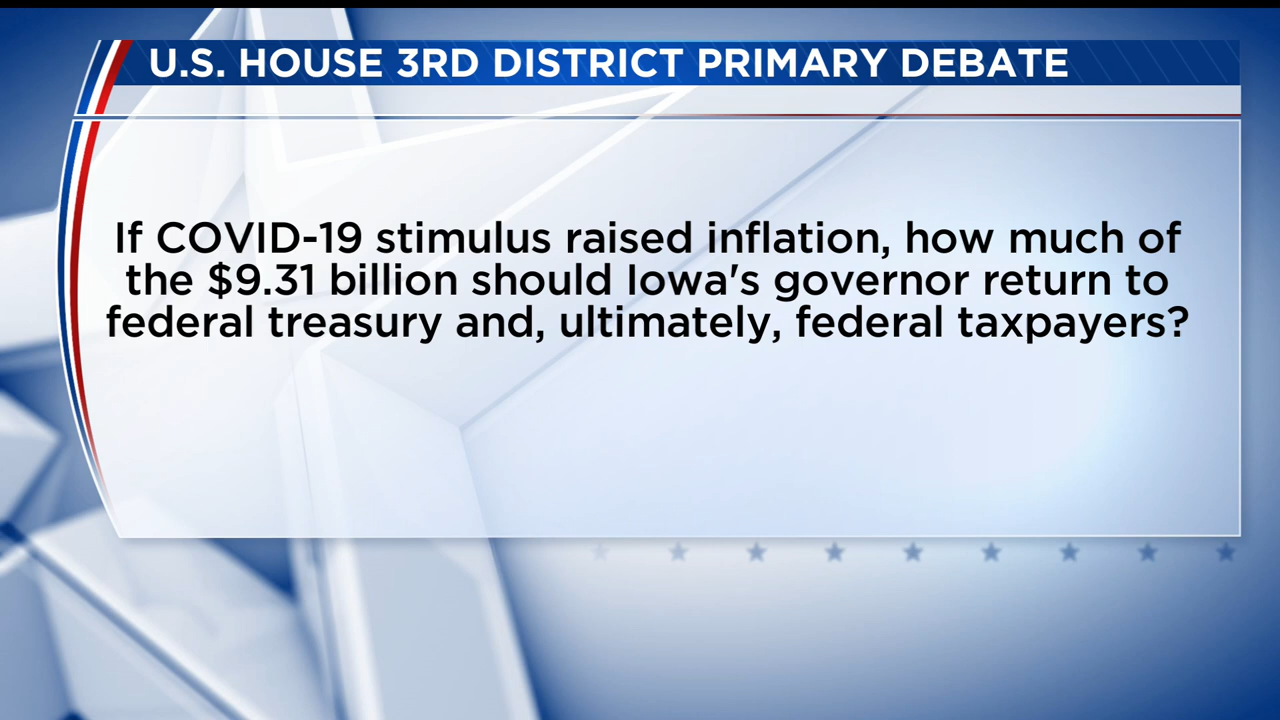 U.S. HOUSE 3RD DISTRICT PRIMARY DEBATE
If COVID-19 stimulus raised inflation, how much of
the $9.31 billion should Iowa's governor return to
federal treasury and, ultimately, federal taxpayers?